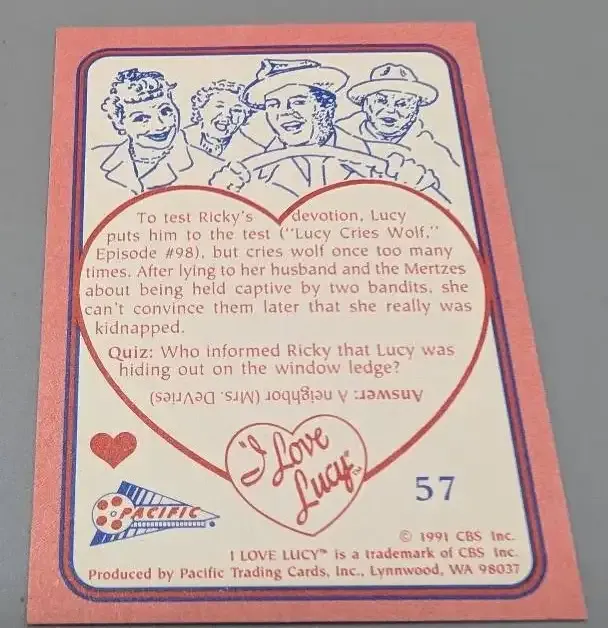 To test Ricky's devotion, Lucy
puts him to the test ("Lucy Cries Wolf,"
Episode #98), but cries wolf once too many
times. After lying to her husband and the Mertzes
about being held captive by two bandits, she
can't convince them later that she really was
kidnapped.
Quiz: Who informed Ricky that Lucy was
hiding out on the window ledge?
Answer: A neighbor (Mrs. DeVries)
I Love
Lucy™
57
PACIFIC
© 1991 CBS Inc.
I LOVE LUCY™ is a trademark of CBS Inc.
Produced by Pacific Trading Cards, Inc., Lynnwood, WA 98037